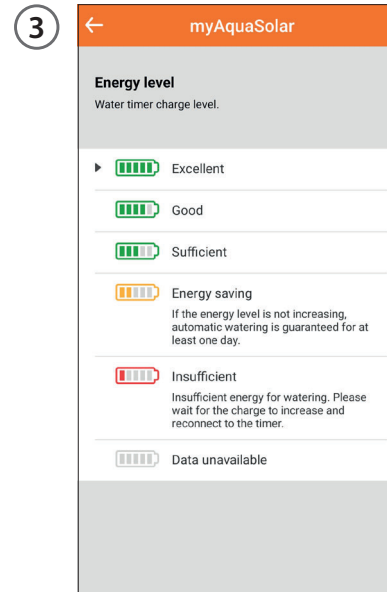 3
myAquaSolar
Energy level
Water timer charge level.
Excellent
Good
Sufficient
Energy saving
If the energy level is not increasing,
automatic watering is guaranteed for at
least one day.
Insufficient
Insufficient energy for watering. Please
wait for the charge to increase and
reconnect to the timer.
Data unavailable